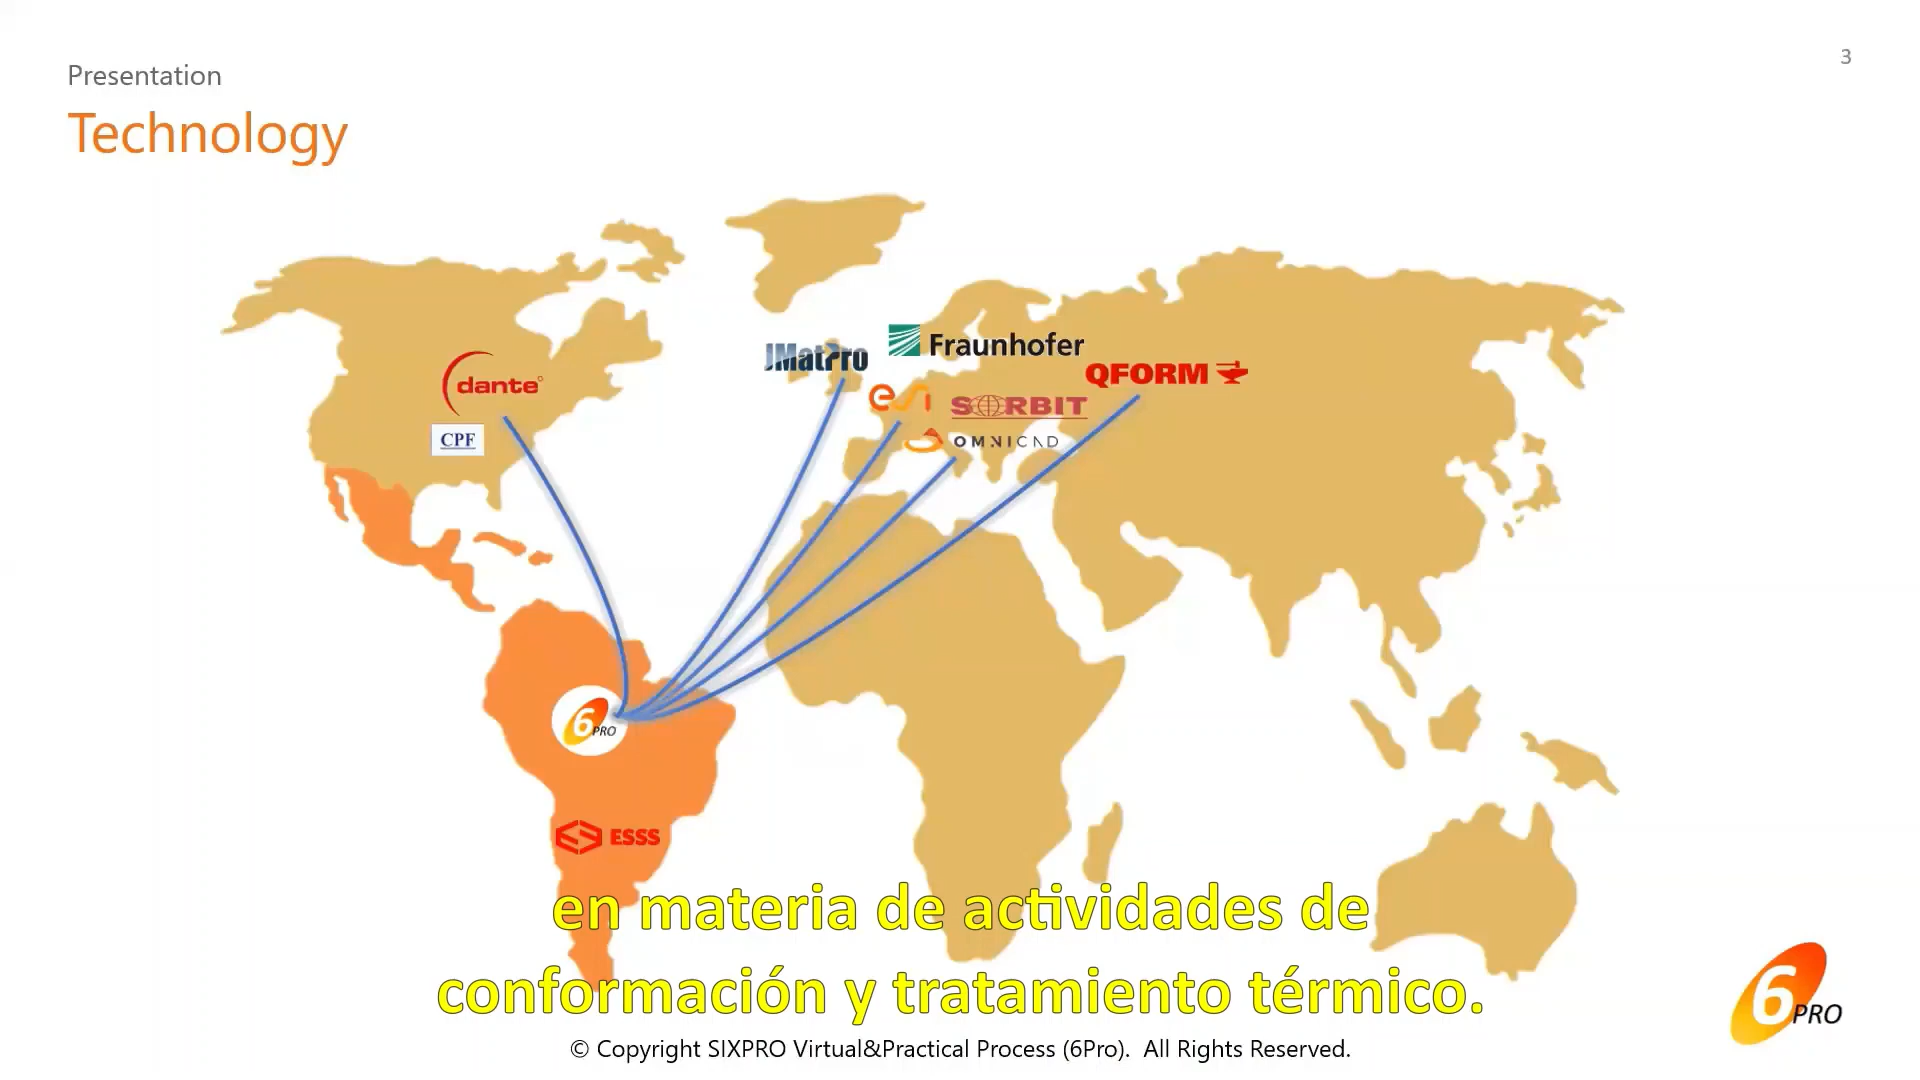 Presentation
3
Technology
JMatPro
Fraunhofer
dante
QFORM
esi
SORBIT
CPF
OMNICAD
6
PRO
ESSS
en materia de actividades de
conformación y tratamiento térmico.
6
PRO
© Copyright SIXPRO Virtual&Practical Process (6Pro).  All Rights Reserved.